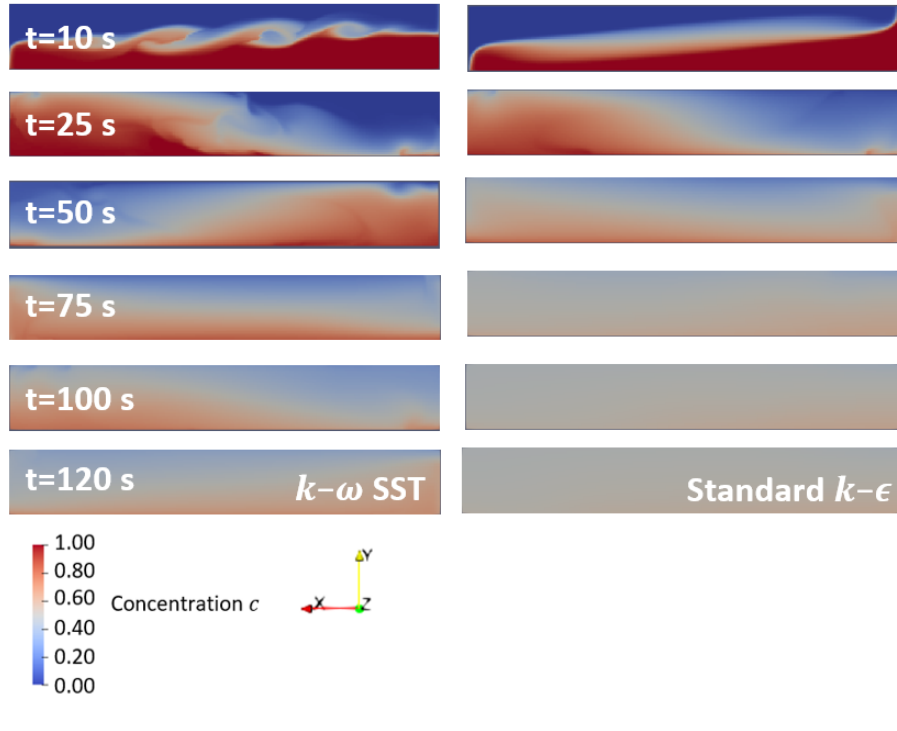 t=10 s
t=25 s
t=50 s
t=75 s
t=100 s
t=120 s
k−ω SST
Standard k−ϵ
1.00
0.80
0.60
0.40
0.20
0.00
Concentration c
Y
X
Z